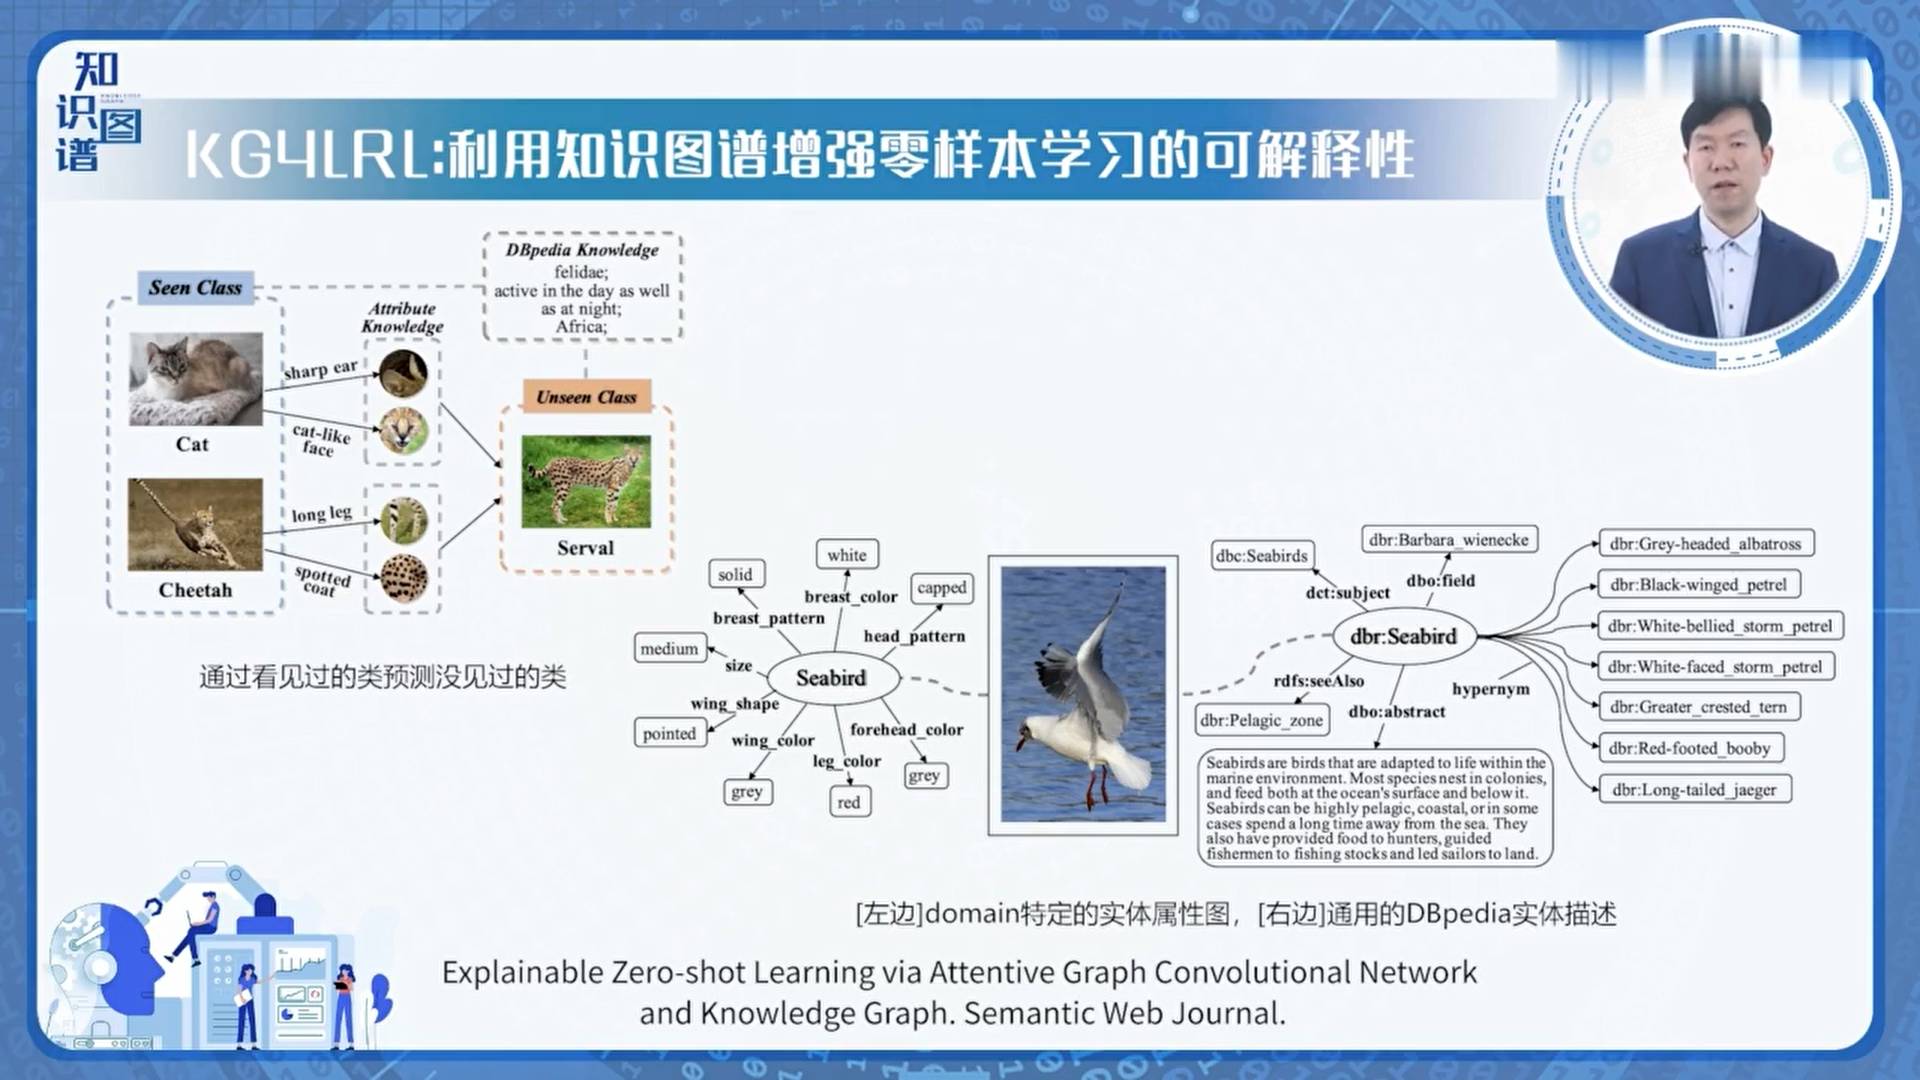 知识图谱
KG4LRL:利用知识图谱增强零样本学习的可解释性
DBpedia Knowledge
felidae;
active in the day as well
as at night;
Africa;
Seen Class
Attribute
Knowledge
sharp ear
cat-like
face
Cat
Unseen Class
long leg
spotted
coat
Cheetah
Serval
通过看见过的类预测没见过的类
white
solid
capped
breast_color
breast_pattern
head_pattern
medium
size
Seabird
wing_shape
pointed
wing_color
forehead_color
leg_color
grey
red
grey
dbc:Seabirds
dbr:Barbara_wienecke
dbo:field
dct:subject
dbr:Seabird
rdfs:seeAlso
hypernym
dbr:Pelagic_zone
dbo:abstract
dbr:Grey-headed_albatross
dbr:Black-winged_petrel
dbr:White-bellied_storm_petrel
dbr:White-faced_storm_petrel
dbr:Greater_crested_tern
dbr:Red-footed_booby
dbr:Long-tailed_jaeger
Seabirds are birds that are adapted to life within the
marine environment. Most species nest in colonies,
and feed both at the ocean's surface and below it.
Seabirds can be highly pelagic, coastal, or in some
cases spend a long time away from the sea. They
also have provided food to hunters, guided
fishermen to fishing stocks and led sailors to land.
[左边]domain特定的实体属性图，[右边]通用的DBpedia实体描述
Explainable Zero-shot Learning via Attentive Graph Convolutional Network
and Knowledge Graph. Semantic Web Journal.